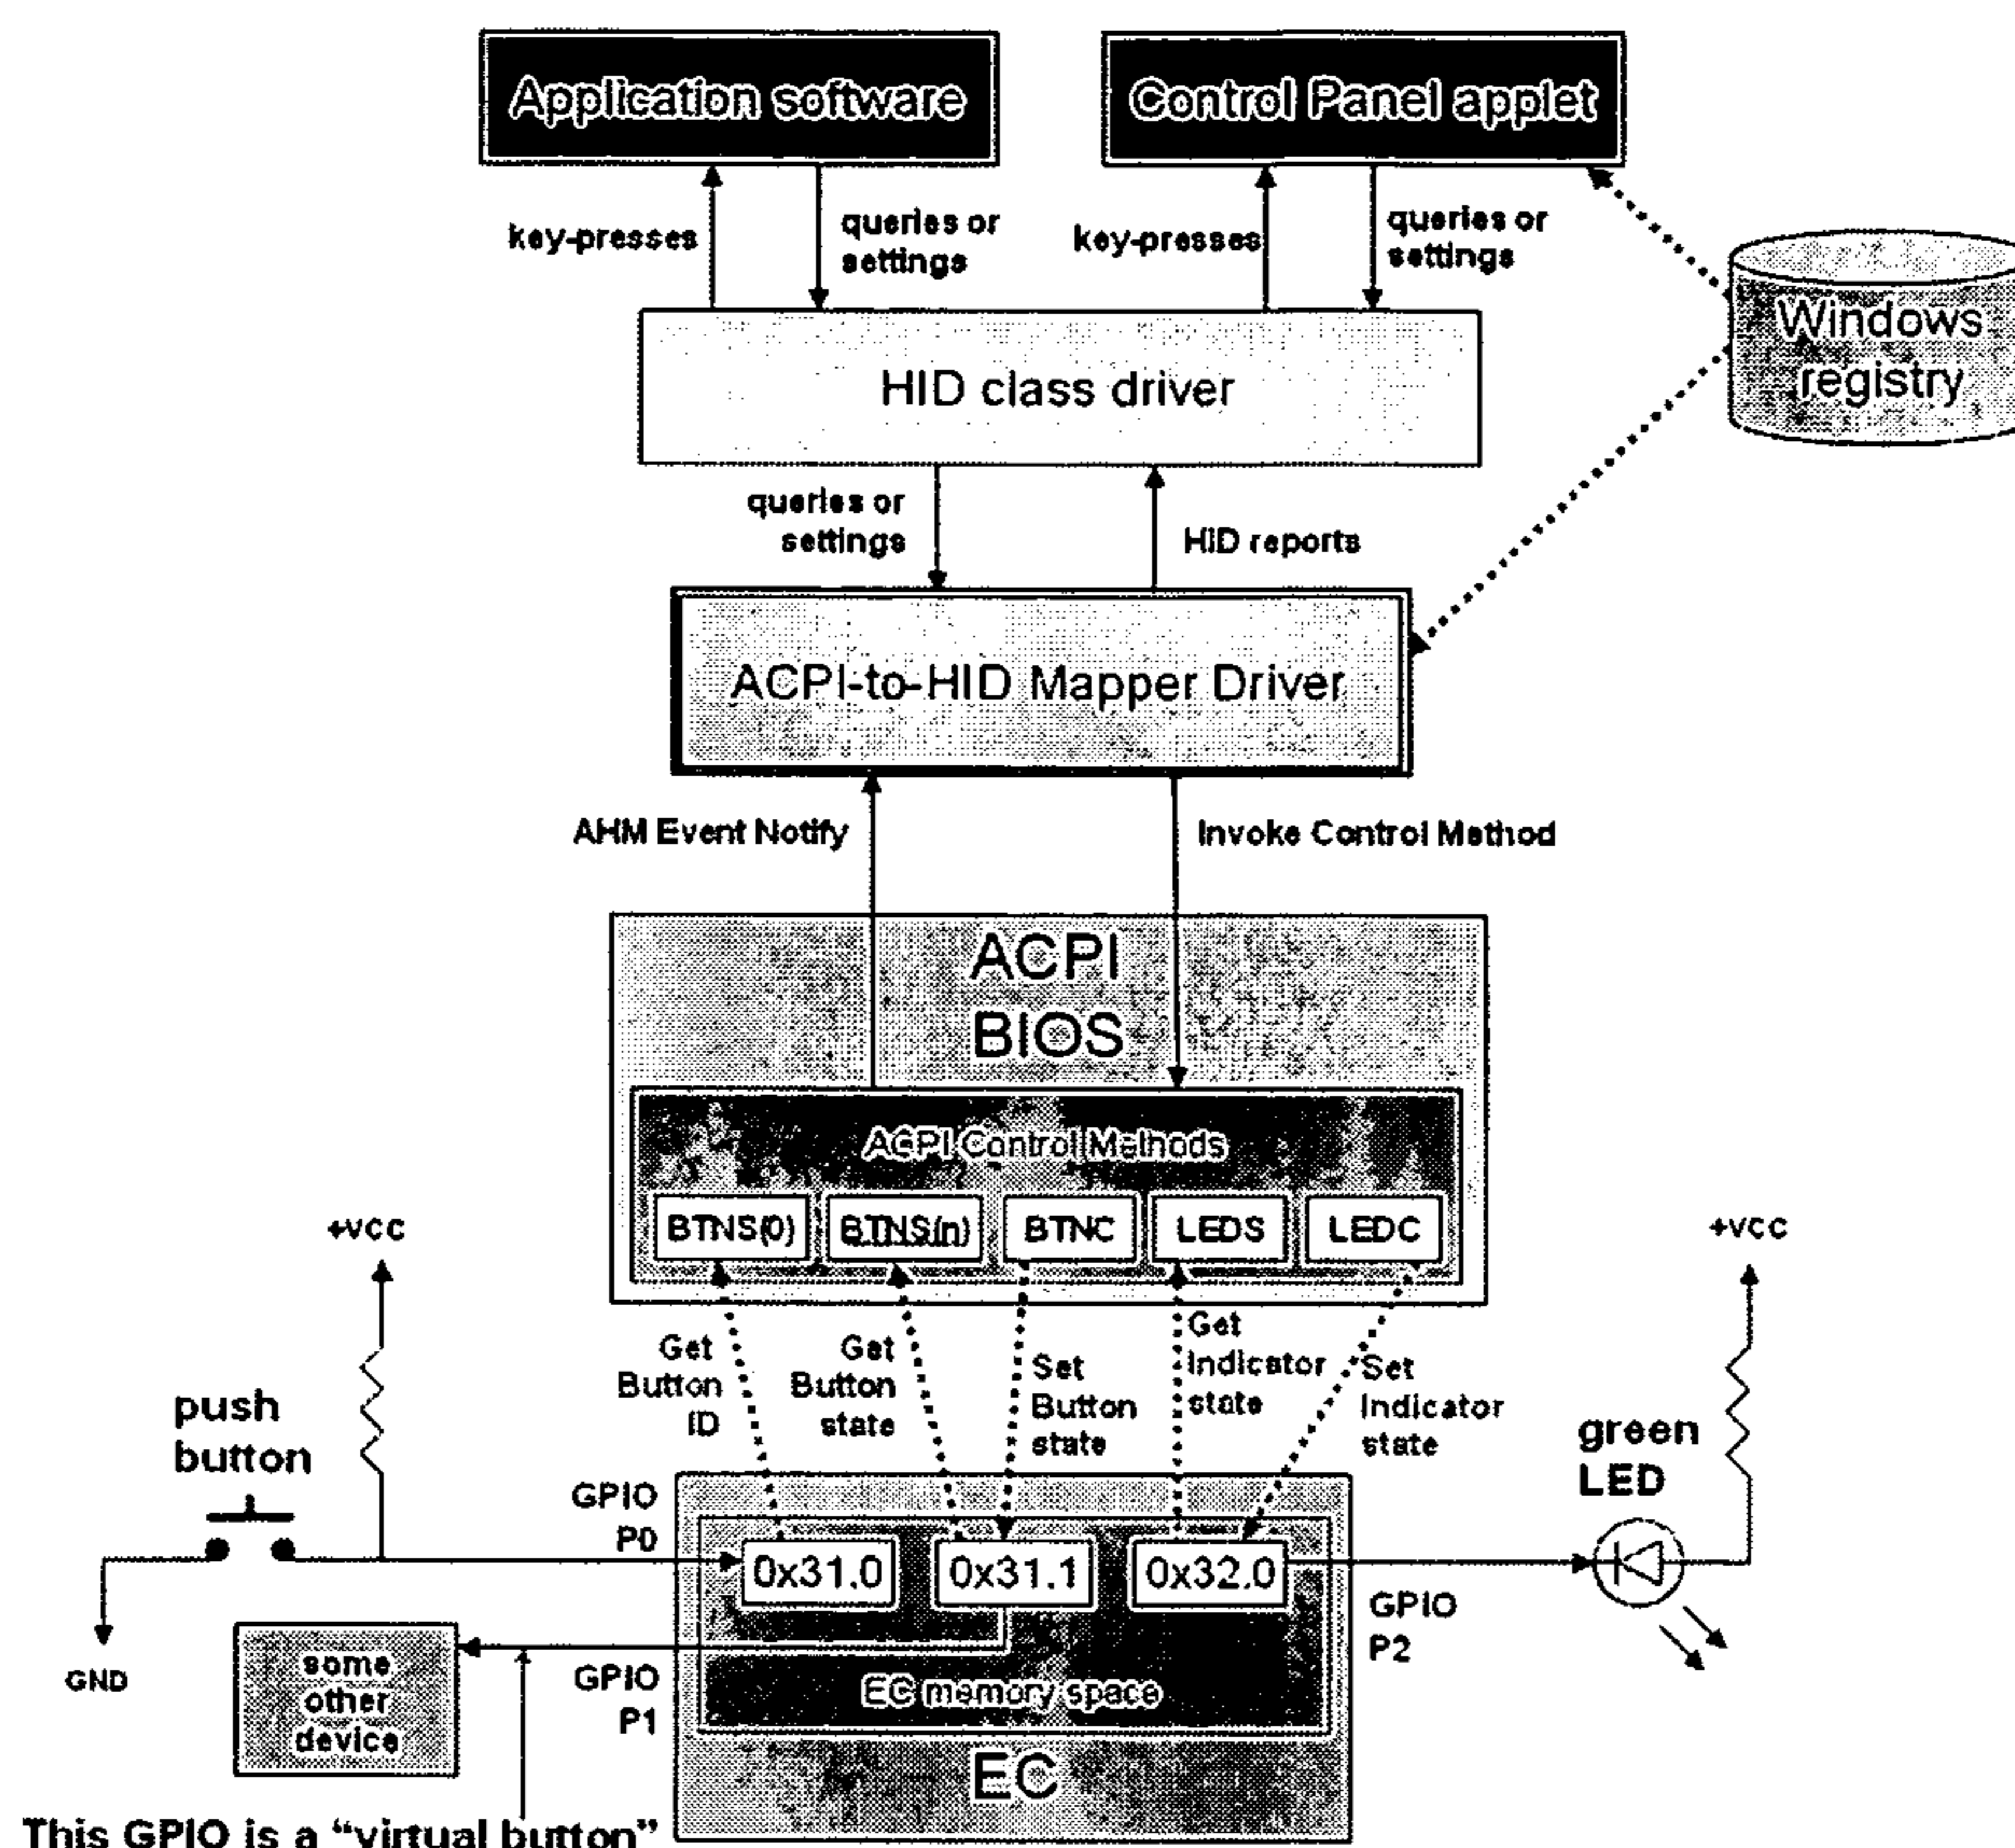 Application software
Control Panel applet
key-presses
queries or
settings
key-presses
queries or
settings
Windows
registry
HID class driver
queries or
settings
HID reports
ACPI-to-HID Mapper Driver
AHM Event Notify
Invoke Control Method
ACPI
BIOS
ACPI Control Methods
BTNS(0)
BTNS(n)
BTNC
LEDS
LEDC
+VCC
+VCC
Get
Button
ID
Get
Button
state
Set
Button
state
Get
Indicator
state
Set
Indicator
state
push
button
green
LED
GPIO
P0
0x31.0
0x31.1
0x32.0
GPIO
P2
GND
some
other
device
GPIO
P1
EC memory space
EC
This GPIO is a “virtual button”